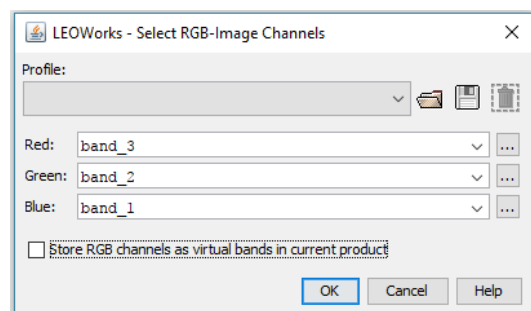 LEOWorks - Select RGB-Image Channels
Profile:
Red: band_3 ...
Green: band_2 ...
Blue: band_1 ...
Store RGB channels as virtual bands in current product
OK Cancel Help